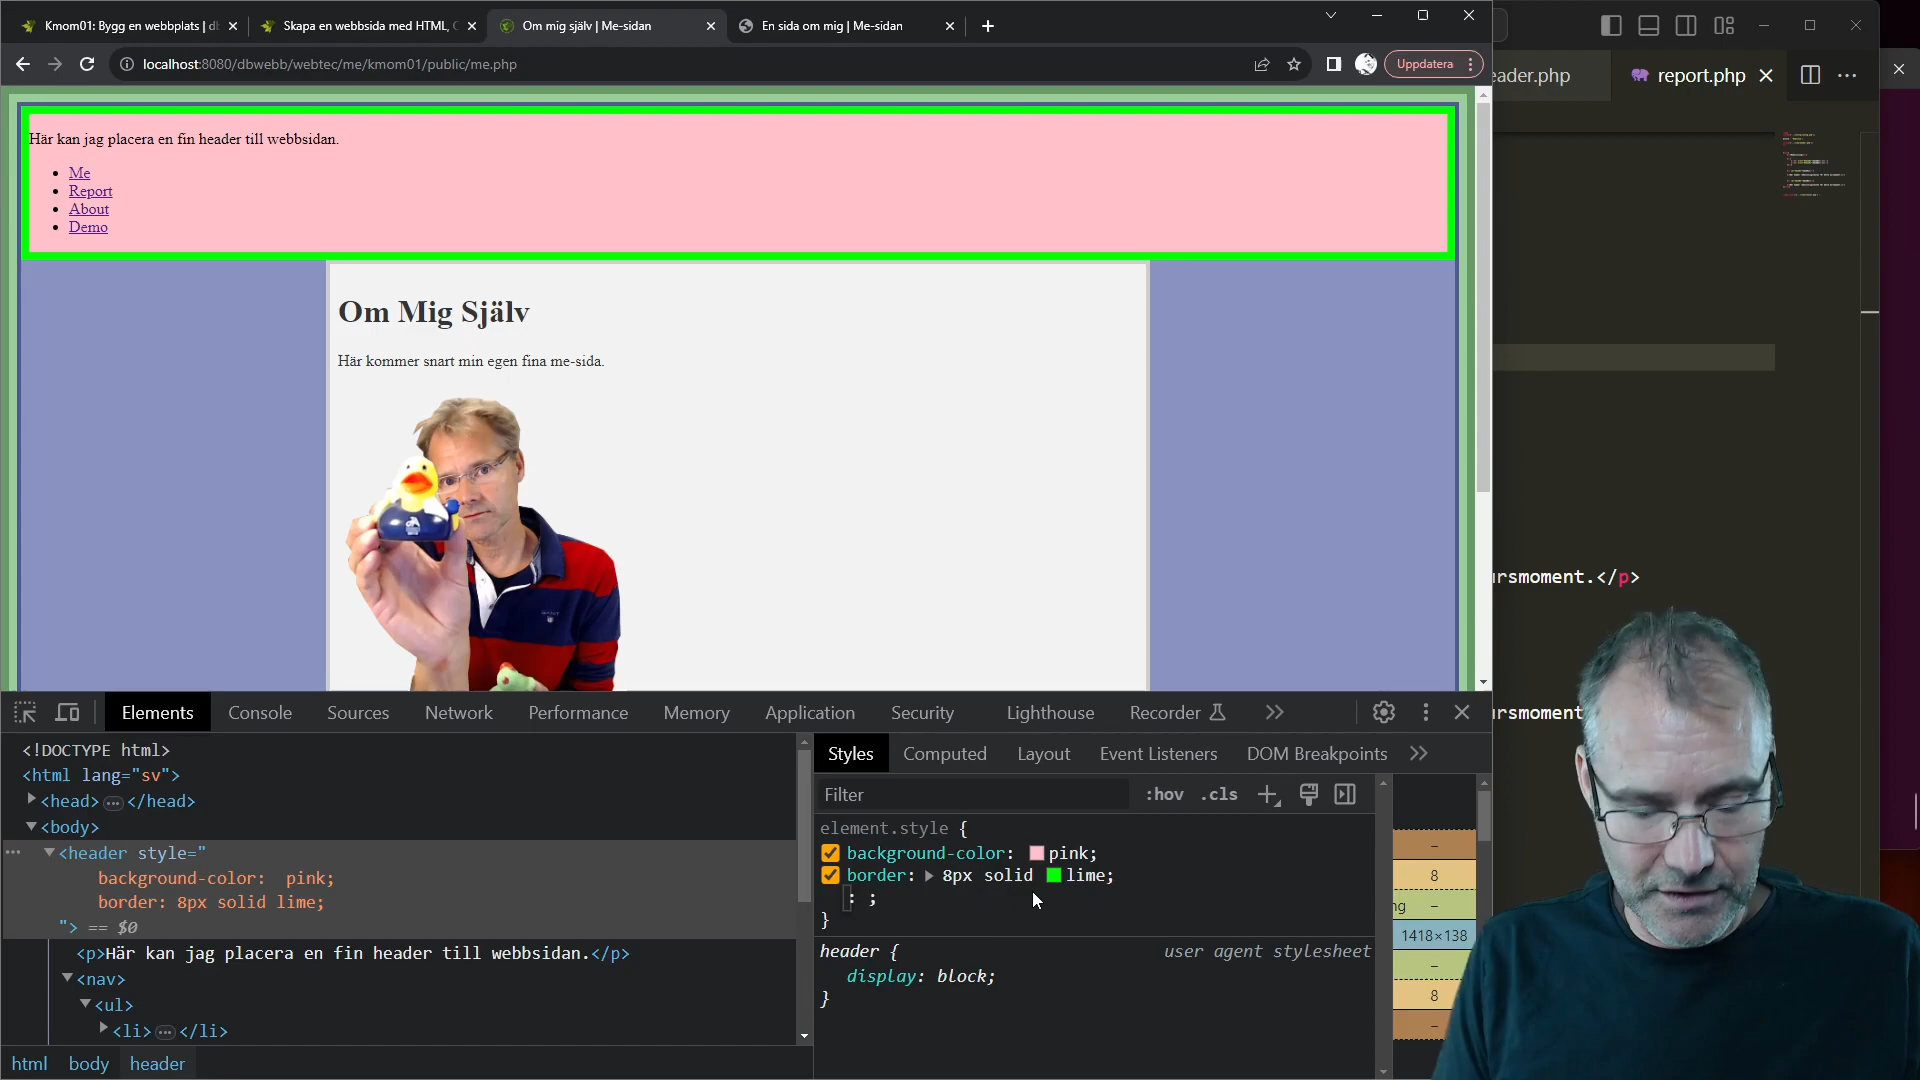 Kmom01: Bygg en webbplats | d
Skapa en webbsida med HTML, C
Om mig själv | Me-sidan
En sida om mig | Me-sidan
localhost:8080/dbwebb/webtec/me/kmom01/public/me.php
Uppdatera
eader.php
report.php
Här kan jag placera en fin header till webbsidan.
Me
Report
About
Demo
Om Mig Själv
Här kommer snart min egen fina me-sida.
ursmoment.</p>
ursmoment
Elements
Console
Sources
Network
Performance
Memory
Application
Security
Lighthouse
Recorder
<!DOCTYPE html>
<html lang="sv">
<head> … </head>
<body>
<header style="
background-color: pink;
border: 8px solid lime;
"> == $0
<p>Här kan jag placera en fin header till webbsidan.</p>
<nav>
<ul>
<li> … </li>
html body header
Styles
Computed
Layout
Event Listeners
DOM Breakpoints
Filter
:hov .cls
element.style {
background-color: pink;
border: 8px solid lime;
: ;
}
header {
user agent stylesheet
display: block;
}
–
8
ng –
1418×138
–
8
–